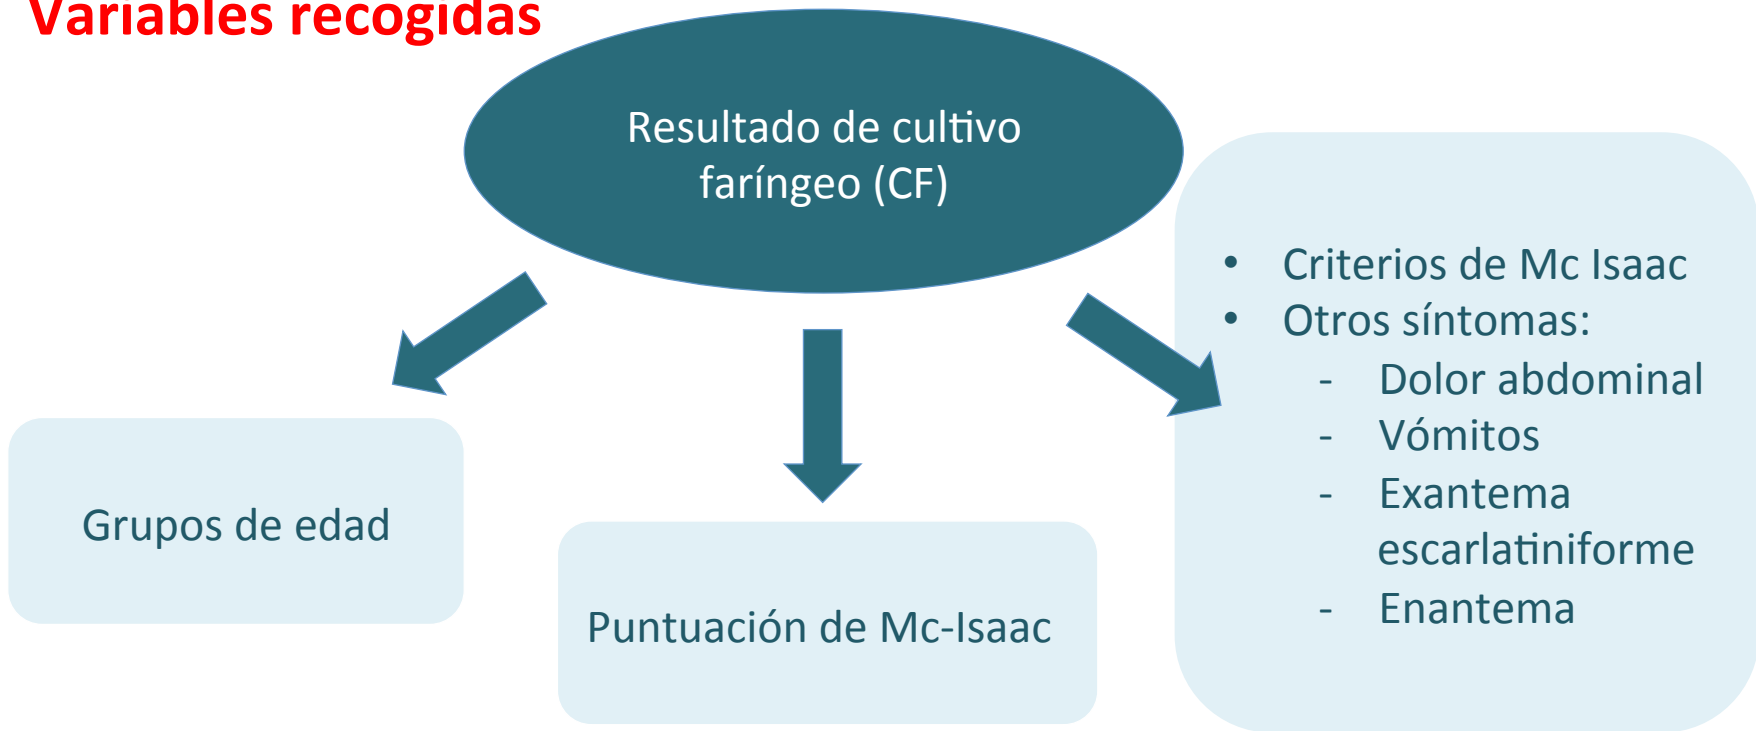 Variables recogidas
Resultado de cultivo
faríngeo (CF)
Grupos de edad
Puntuación de Mc-Isaac
• Criterios de Mc Isaac
• Otros síntomas:
- Dolor abdominal
- Vómitos
- Exantema
escarlatiniforme
- Enantema